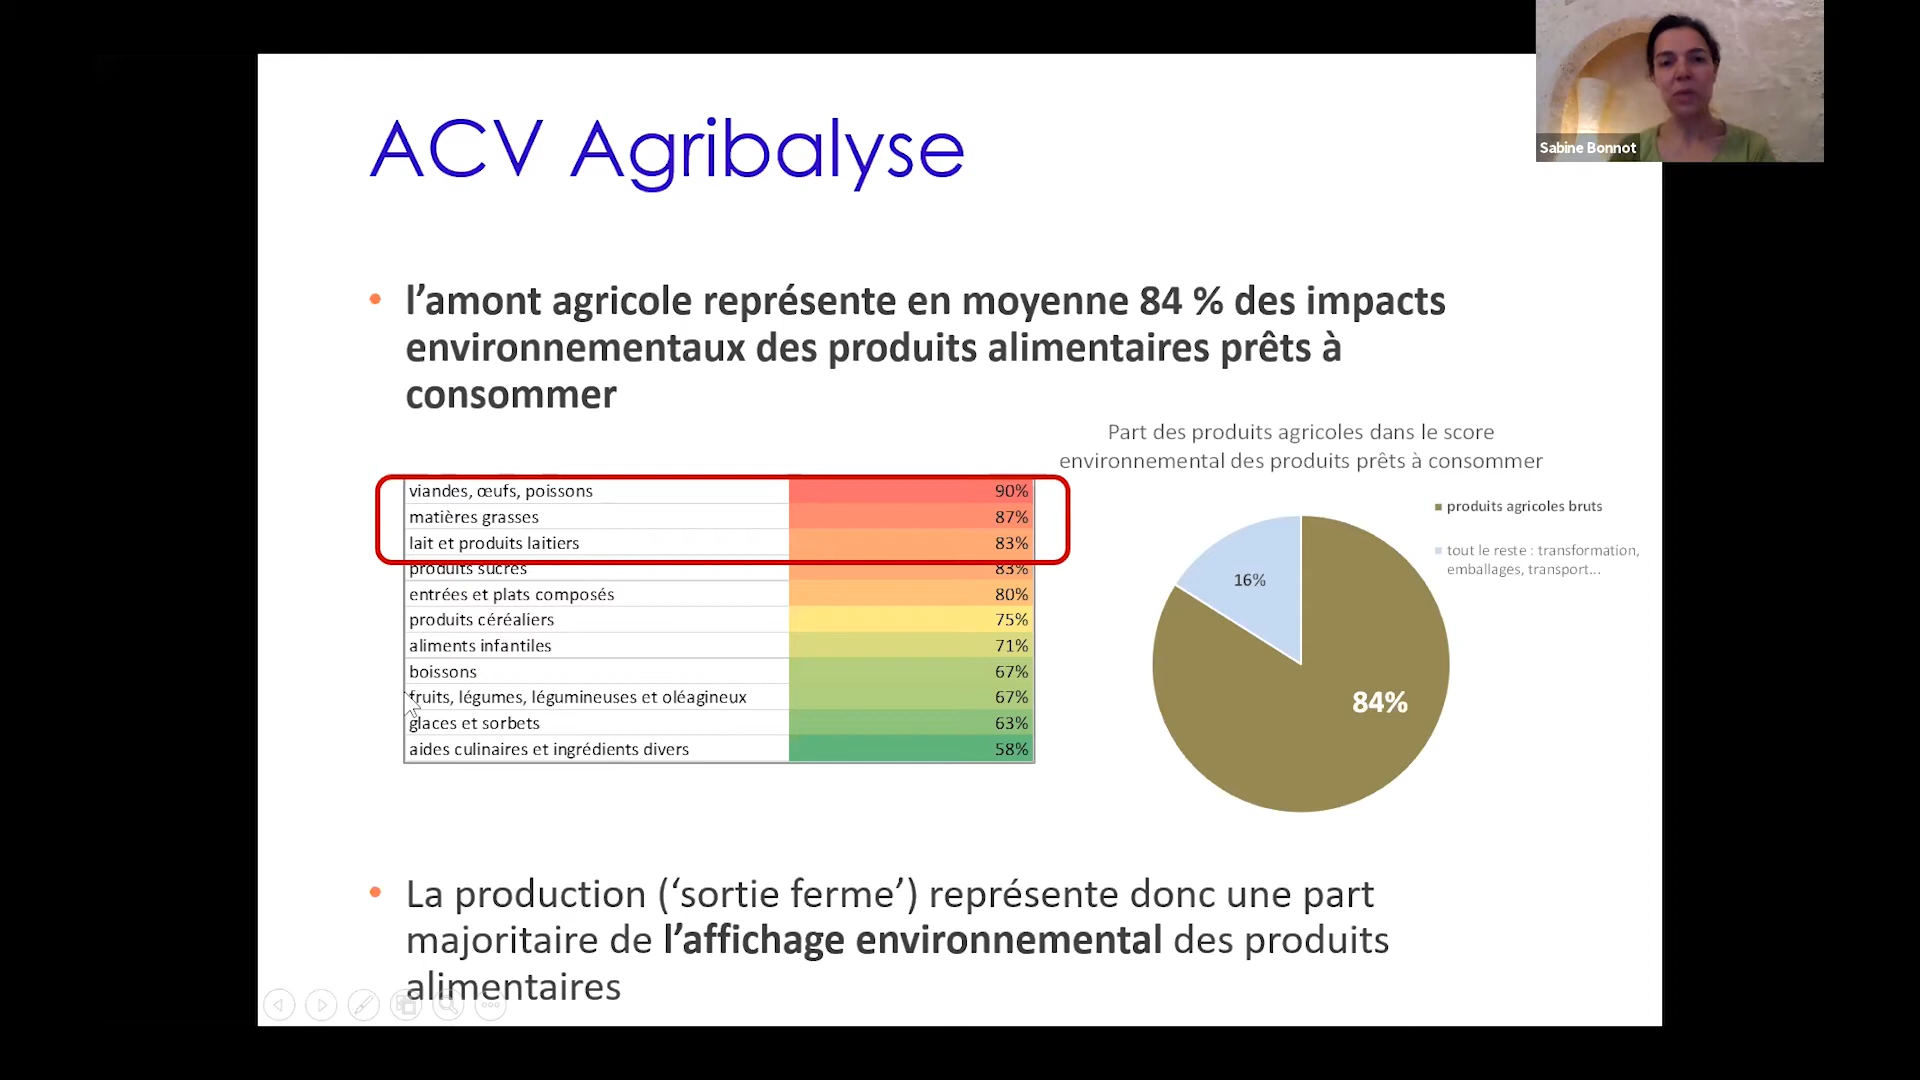 Sabine Bonnot
ACV Agribalyse
• l’amont agricole représente en moyenne 84 % des impacts
environnementaux des produits alimentaires prêts à
consommer
viandes, œufs, poissons 90%
matières grasses 87%
lait et produits laitiers 83%
produits sucrés 83%
entrées et plats composés 80%
produits céréaliers 75%
aliments infantiles 71%
boissons 67%
fruits, légumes, légumineuses et oléagineux 67%
glaces et sorbets 63%
aides culinaires et ingrédients divers 58%
Part des produits agricoles dans le score
environnemental des produits prêts à consommer
produits agricoles bruts
tout le reste : transformation,
emballages, transport...
16%
84%
• La production (‘sortie ferme’) représente donc une part
majoritaire de l’affichage environnemental des produits
alimentaires